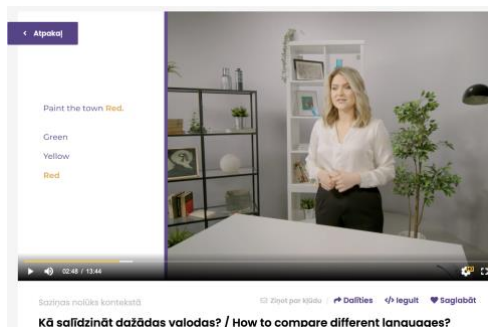 Atpakaļ
Paint the town Red.
Green
Yellow
Red
02:48 / 13:44
Saziņas nolūks kontekstā
Ziņot par kļūdu Dalīties Iegult Saglabāt
Kā salīdzināt dažādas valodas? / How to compare different languages?